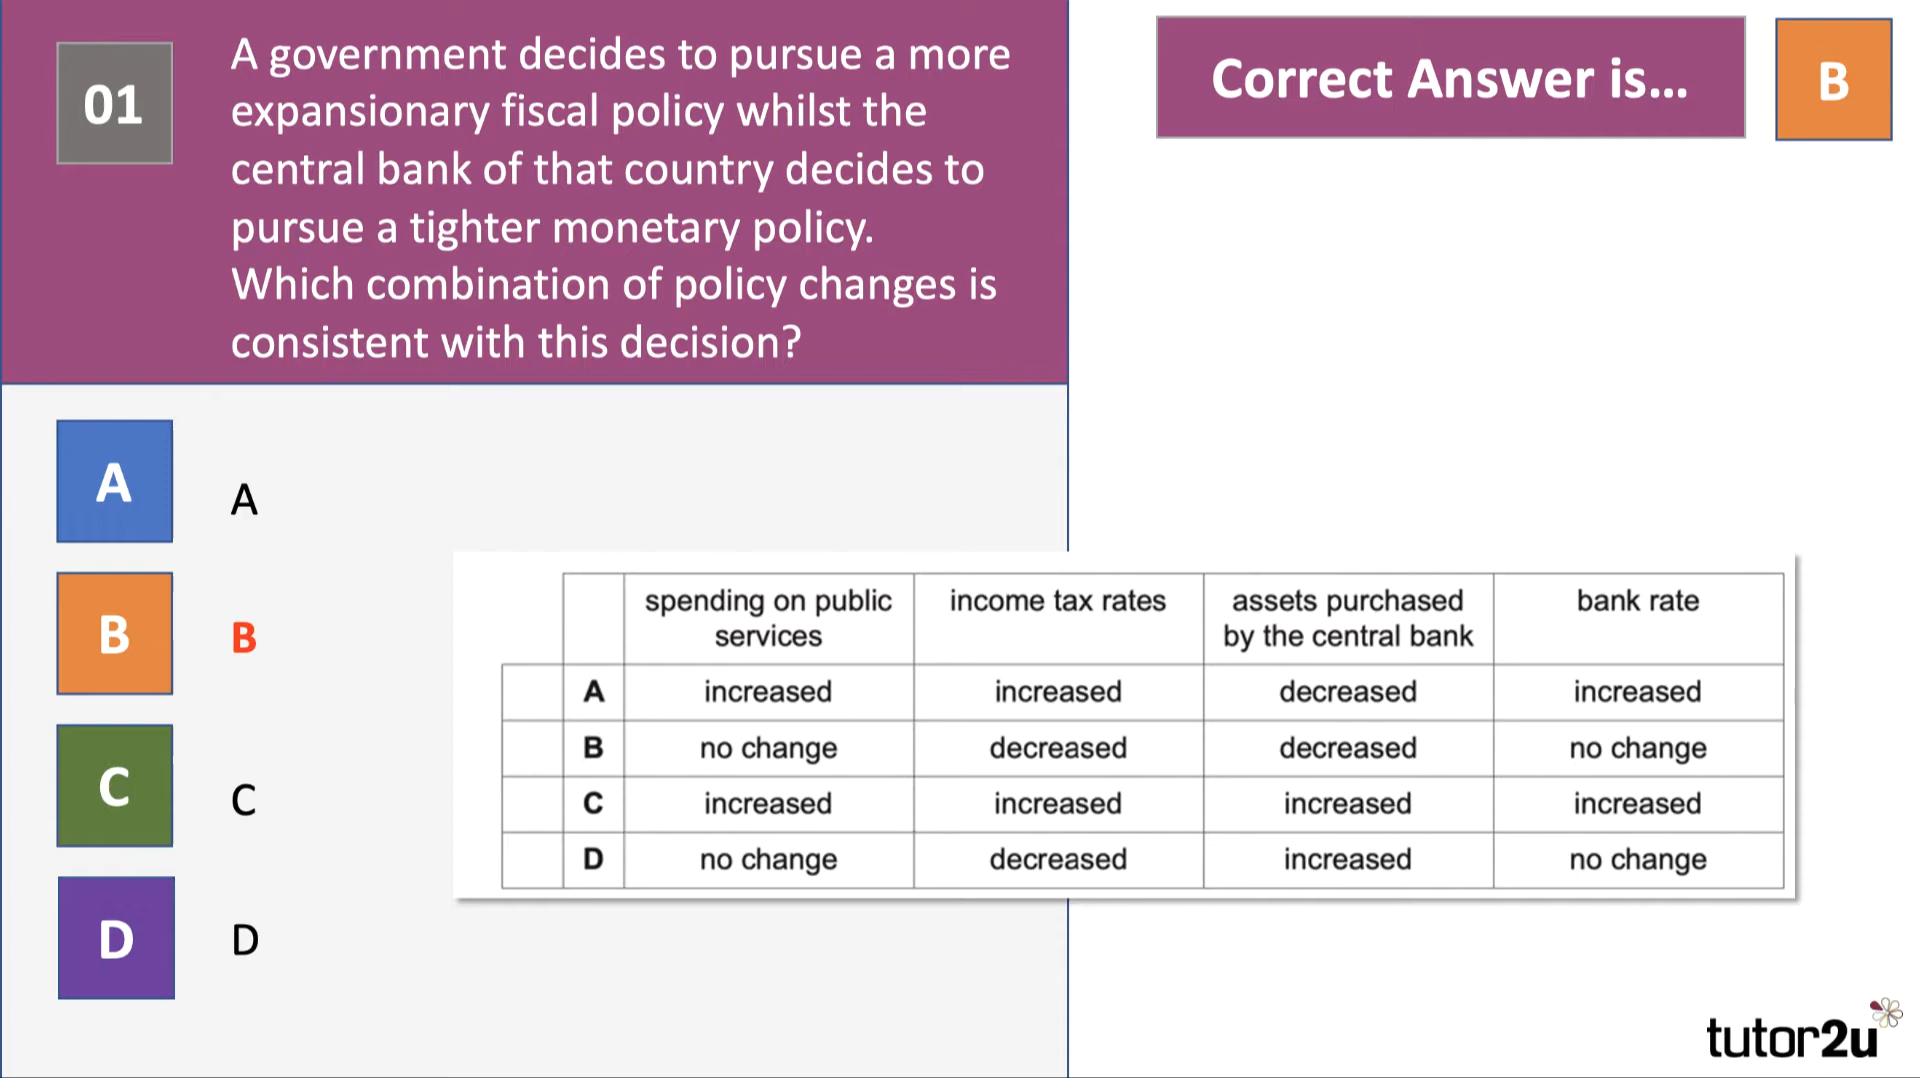 01
A government decides to pursue a more
expansionary fiscal policy whilst the
central bank of that country decides to
pursue a tighter monetary policy.
Which combination of policy changes is
consistent with this decision?
Correct Answer is...
B
A
A
B
B
C
C
D
D
spending on public services income tax rates assets purchased by the central bank bank rate
A increased increased decreased increased
B no change decreased decreased no change
C increased increased increased increased
D no change decreased increased no change
tutor2u